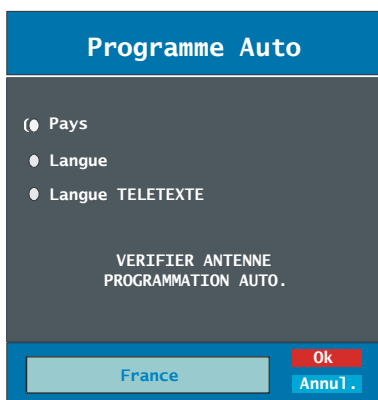 Programme Auto
Pays
Langue
Langue TELETEXTE
VERIFIER ANTENNE
PROGRAMMATION AUTO.
Ok
France
Annul.